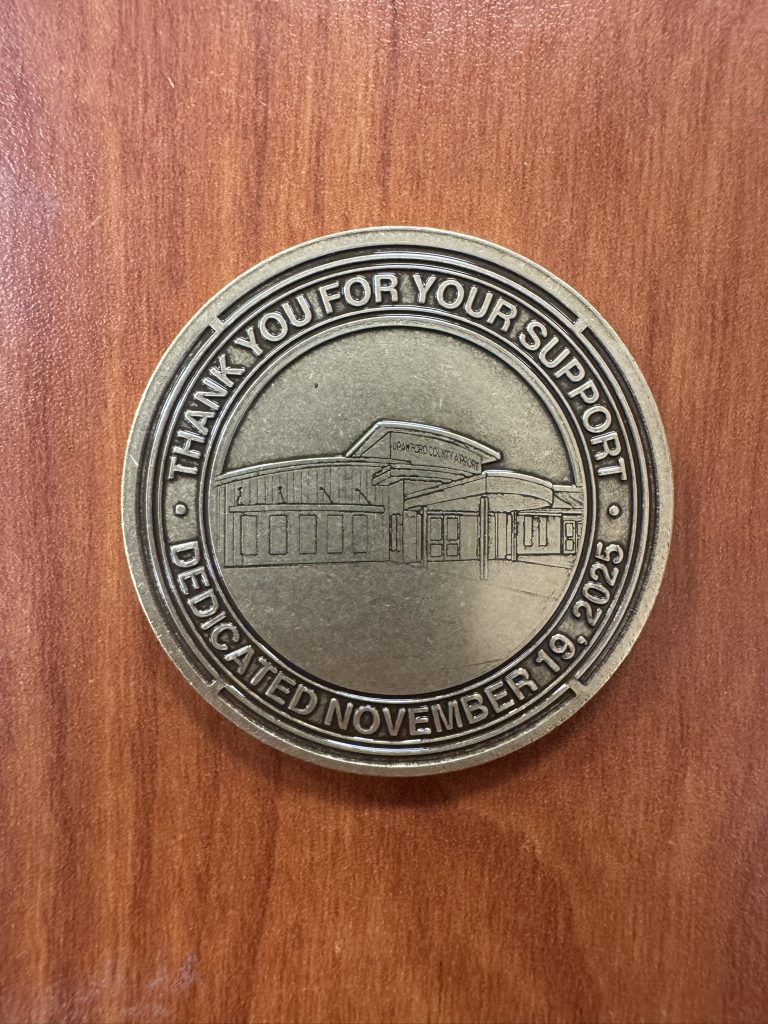 THANK YOU FOR YOUR SUPPORT
CRAWFORD COUNTY AIRPORT
DEDICATED NOVEMBER 19, 2025